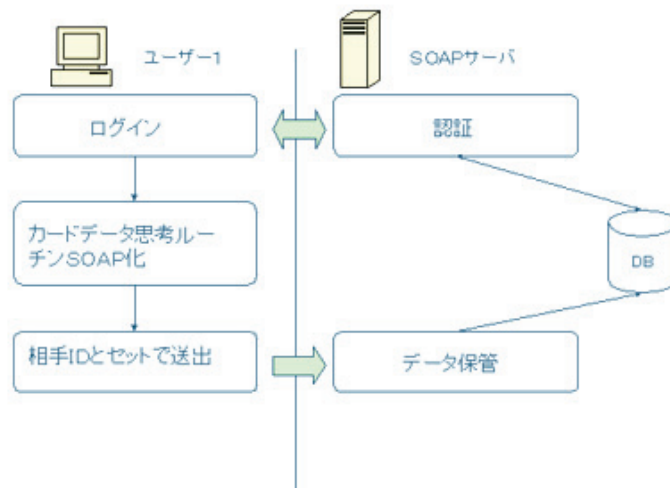 ユーザー1
SOAPサーバ
ログイン
認証
カードデータ思考ルー
チンSOAP化
DB
相手IDとセットで送出
データ保管